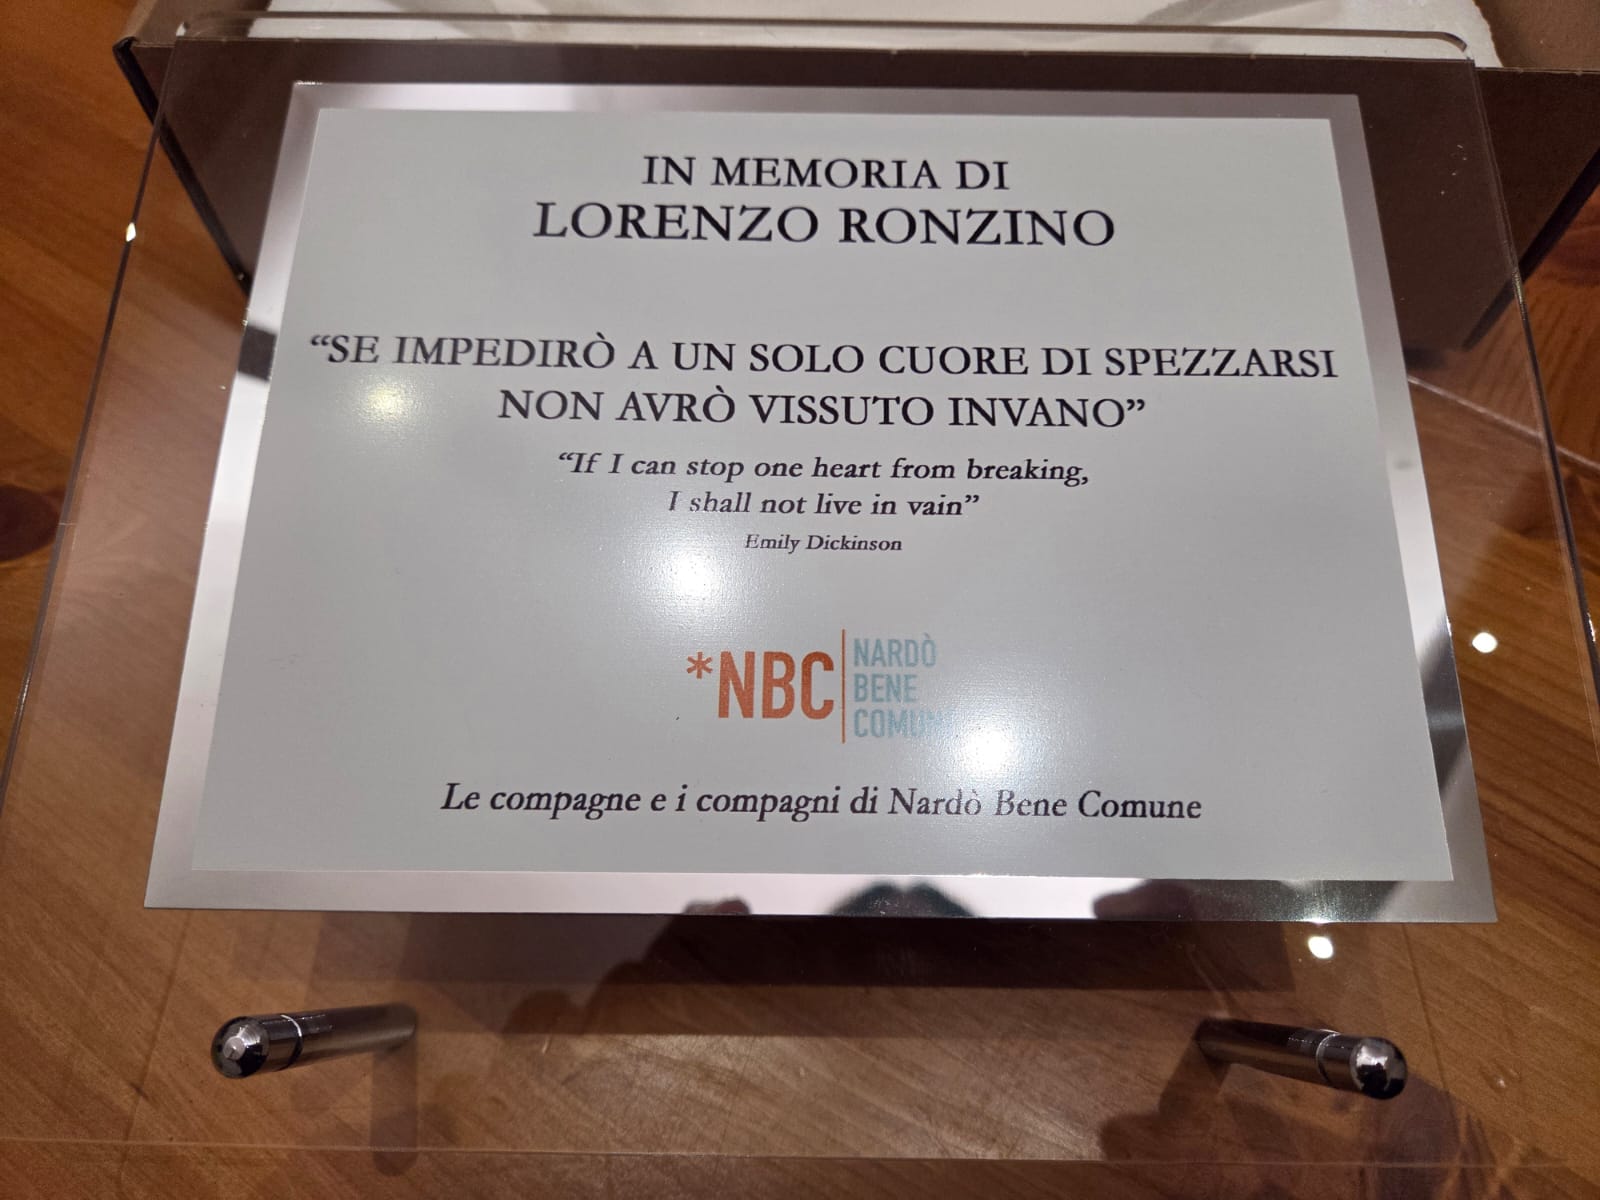 IN MEMORIA DI
LORENZO RONZINO
“SE IMPEDIRÒ A UN SOLO CUORE DI SPEZZARSI
NON AVRÒ VISSUTO INVANO”
“If I can stop one heart from breaking,
I shall not live in vain”
Emily Dickinson
*NBC
NARDÒ
BENE
COMUNE
Le compagne e i compagni di Nardò Bene Comune